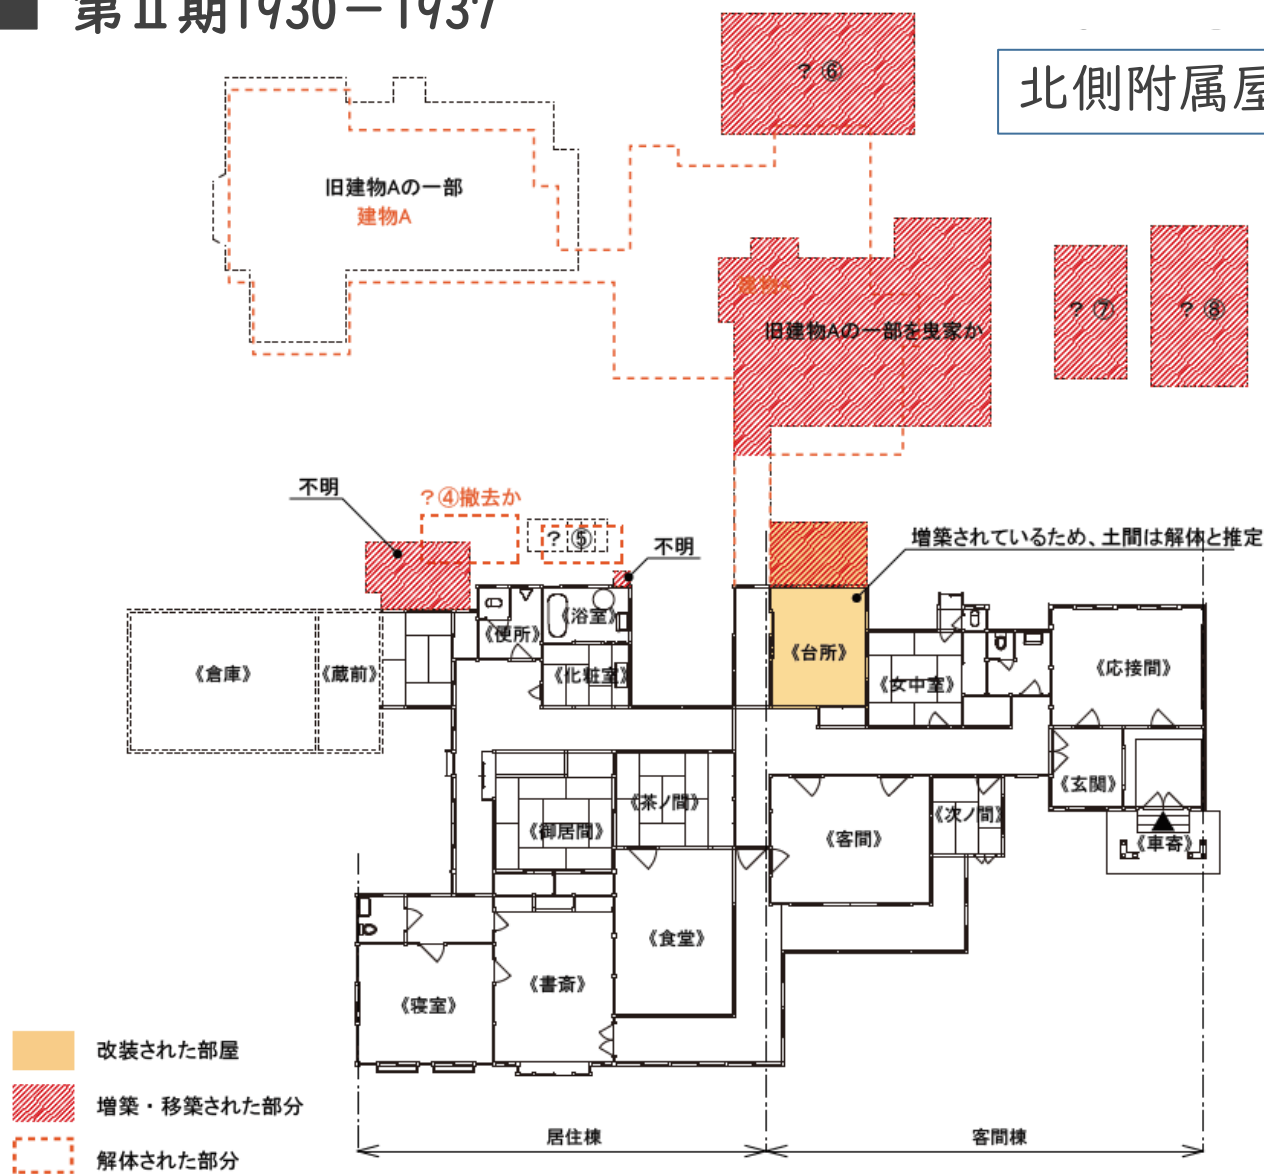 ■ 第Ⅱ期1930－1937
北側附属屋
？⑥
旧建物Aの一部
建物A
建物A
旧建物Aの一部を曳家か
？⑦
？⑧
不明
？④撤去か
？⑤
不明
増築されているため、土間は解体と推定
《倉庫》
《蔵前》
《便所》
《浴室》
《化粧室》
《台所》
《女中室》
《応接間》
《玄関》
《車寄》
《御居間》
《茶ノ間》
《客間》
《次ノ間》
《食堂》
《書斎》
《寝室》
改装された部屋
増築・移築された部分
解体された部分
居住棟
客間棟